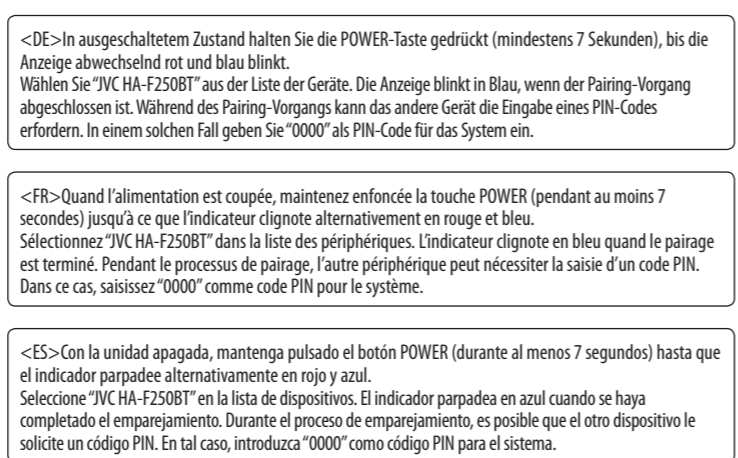 <DE>In ausgeschaltetem Zustand halten Sie die POWER-Taste gedrückt (mindestens 7 Sekunden), bis die
Anzeige abwechselnd rot und blau blinkt.
Wählen Sie “JVC HA-F250BT” aus der Liste der Geräte. Die Anzeige blinkt in Blau, wenn der Pairing-Vorgang
abgeschlossen ist. Während des Pairing-Vorgangs kann das andere Gerät die Eingabe eines PIN-Codes
erfordern. In einem solchen Fall geben Sie “0000” als PIN-Code für das System ein.
<FR>Quand l’alimentation est coupée, maintenez enfoncée la touche POWER (pendant au moins 7
secondes) jusqu’à ce que l’indicateur clignote alternativement en rouge et bleu.
Sélectionnez “JVC HA-F250BT” dans la liste des périphériques. L’indicateur clignote en bleu quand le pairage
est terminé. Pendant le processus de pairage, l’autre périphérique peut nécessiter la saisie d’un code PIN.
Dans ce cas, saisissez “0000” comme code PIN pour le système.
<ES>Con la unidad apagada, mantenga pulsado el botón POWER (durante al menos 7 segundos) hasta que
el indicador parpadee alternativamente en rojo y azul.
Seleccione “JVC HA-F250BT” en la lista de dispositivos. El indicador parpadea en azul cuando se haya
completado el emparejamiento. Durante el proceso de emparejamiento, es posible que el otro dispositivo le
solicite un código PIN. En tal caso, introduzca “0000” como código PIN para el sistema.